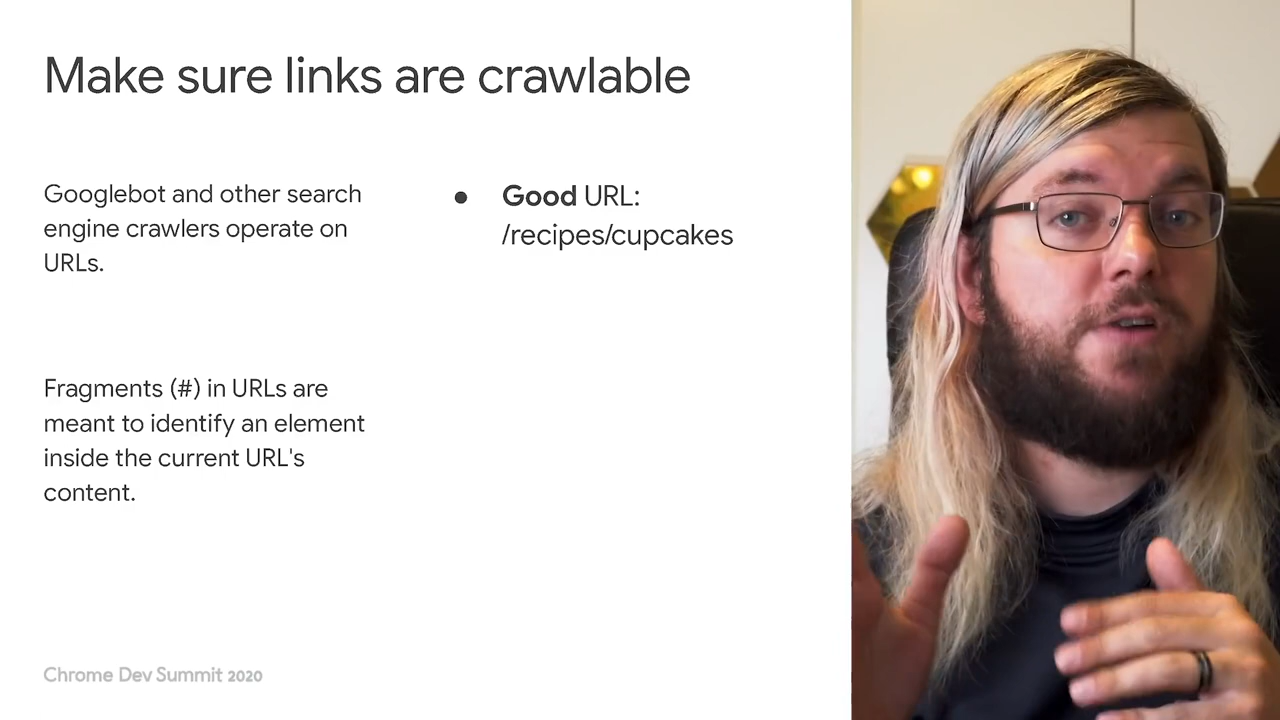 Make sure links are crawlable
Googlebot and other search
engine crawlers operate on
URLs.
Fragments (#) in URLs are
meant to identify an element
inside the current URL's
content.
● Good URL:
/recipes/cupcakes
Chrome Dev Summit 2020